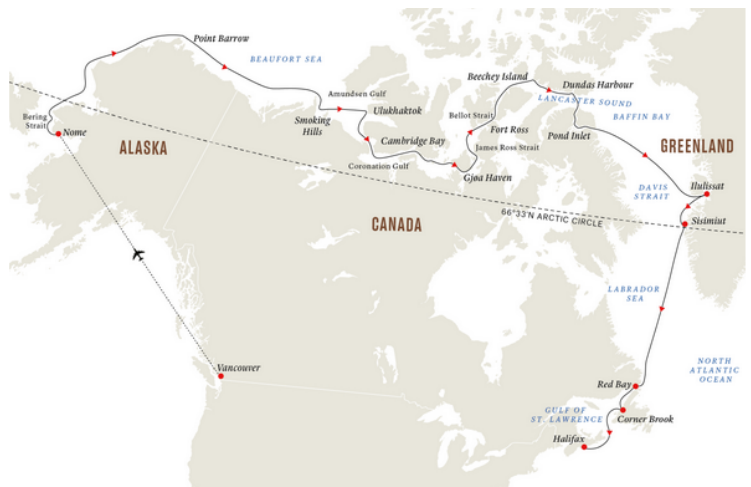 Point Barrow
BEAUFORT SEA
Beechey Island
Dundas Harbour
LANCASTER SOUND
Amundsen Gulf
Bering
Strait
Nome
Smoking
Hills
Ulukhaktok
Bellot Strait
Fort Ross
BAFFIN BAY
Pond Inlet
ALASKA
Cambridge Bay
James Ross Strait
GREENLAND
Coronation Gulf
Gjoa Haven
DAVIS
STRAIT
Ilulissat
66°33'N ARCTIC CIRCLE
Sisimiut
CANADA
LABRADOR
SEA
Vancouver
NORTH
ATLANTIC
OCEAN
Red Bay
GULF OF
ST. LAWRENCE
Corner Brook
Halifax